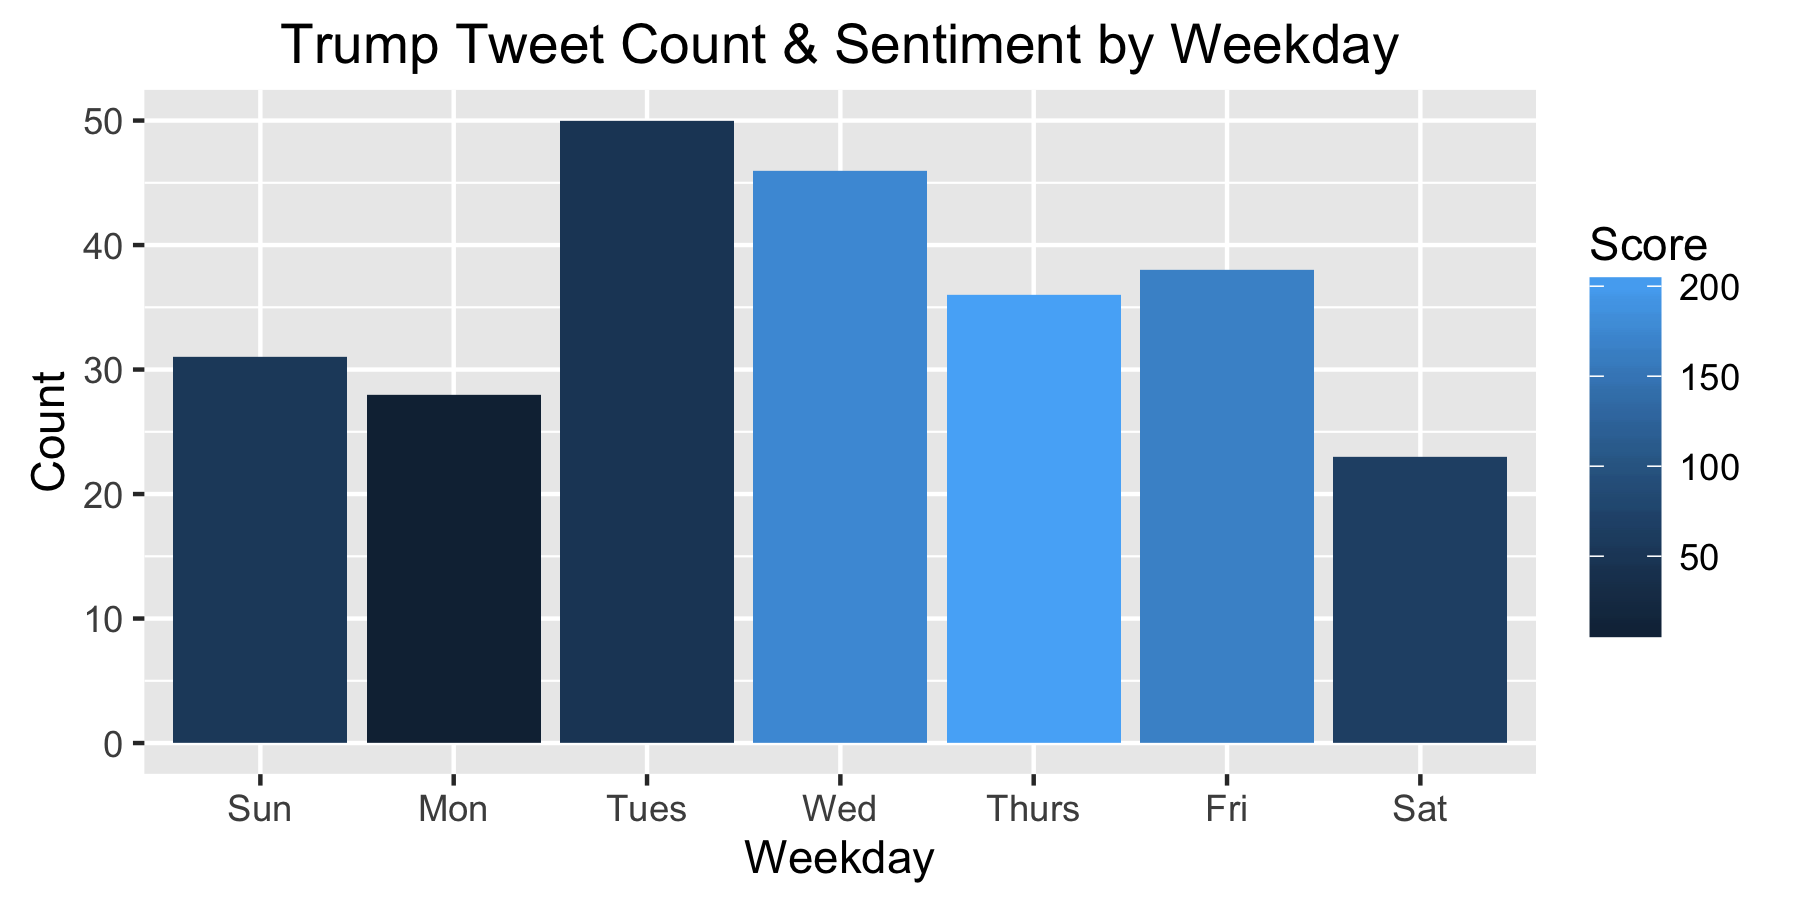 Trump Tweet Count & Sentiment by Weekday
50
40
30
20
10
0
Count
Sun Mon Tues Wed Thurs Fri Sat
Weekday
Score
200
150
100
50